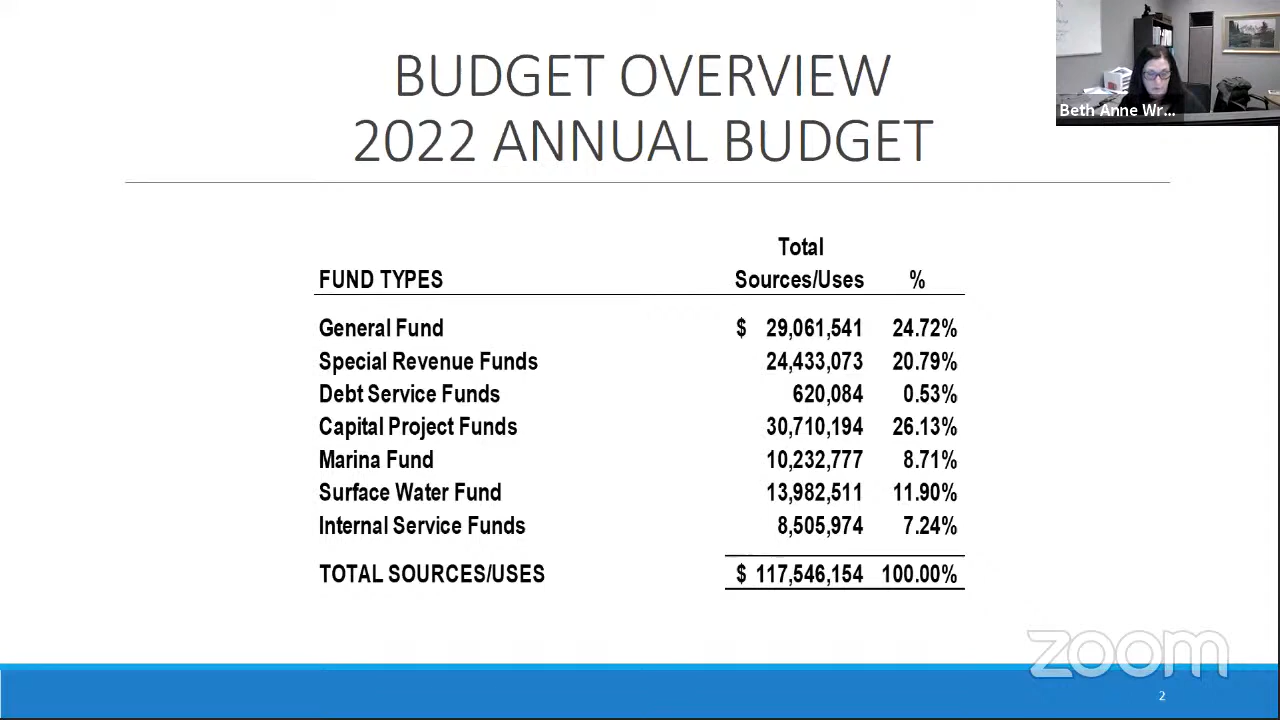 BUDGET OVERVIEW
2022 ANNUAL BUDGET
Beth Anne Wr...
Total
FUND TYPES Sources/Uses %
General Fund $ 29,061,541 24.72%
Special Revenue Funds 24,433,073 20.79%
Debt Service Funds 620,084 0.53%
Capital Project Funds 30,710,194 26.13%
Marina Fund 10,232,777 8.71%
Surface Water Fund 13,982,511 11.90%
Internal Service Funds 8,505,974 7.24%
TOTAL SOURCES/USES $ 117,546,154 100.00%
zoom
2